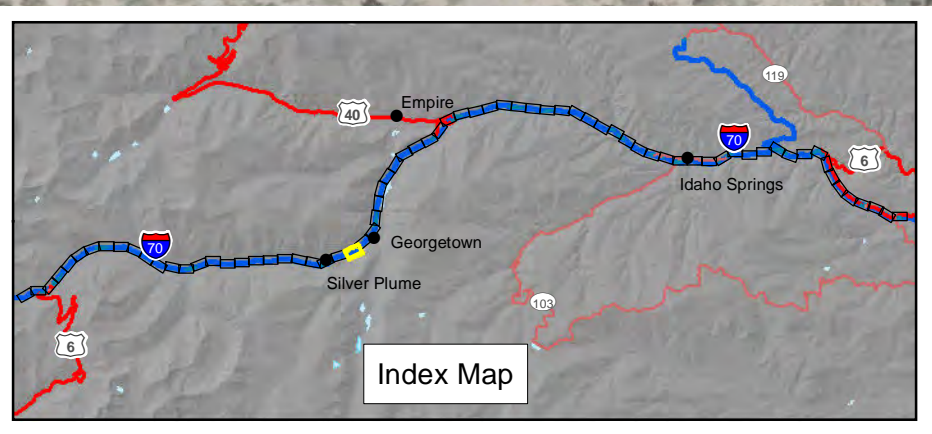 119
Empire
40
70
6
Idaho Springs
Georgetown
70
Silver Plume
103
6
Index Map